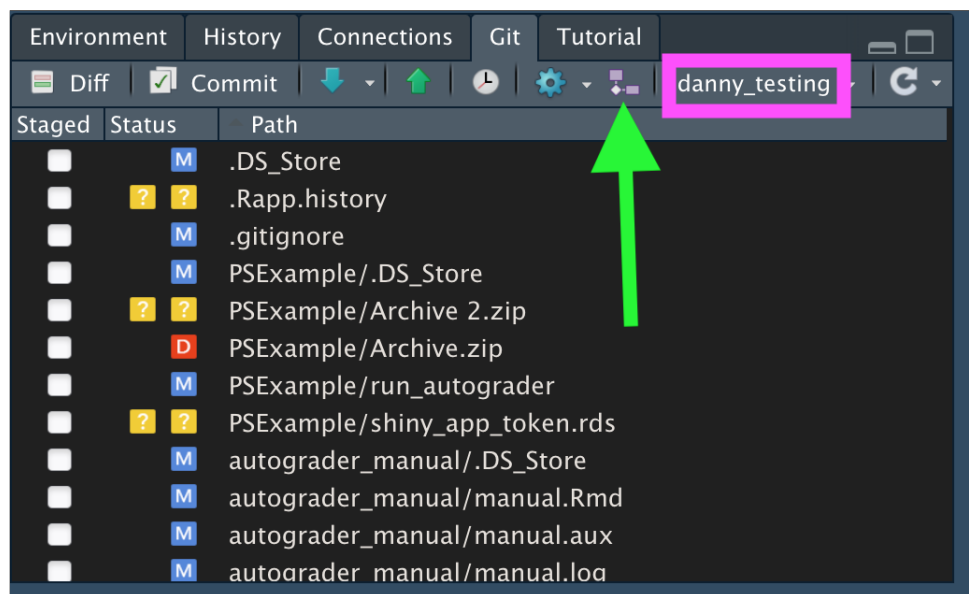 Environment History Connections Git Tutorial
Diff Commit danny_testing
Staged Status Path
M .DS_Store
? ? .Rapp.history
M .gitignore
M PSExample/.DS_Store
? ? PSExample/Archive 2.zip
D PSExample/Archive.zip
M PSExample/run_autograder
? ? PSExample/shiny_app_token.rds
M autograder_manual/.DS_Store
M autograder_manual/manual.Rmd
M autograder_manual/manual.aux
M autograder_manual/manual.log